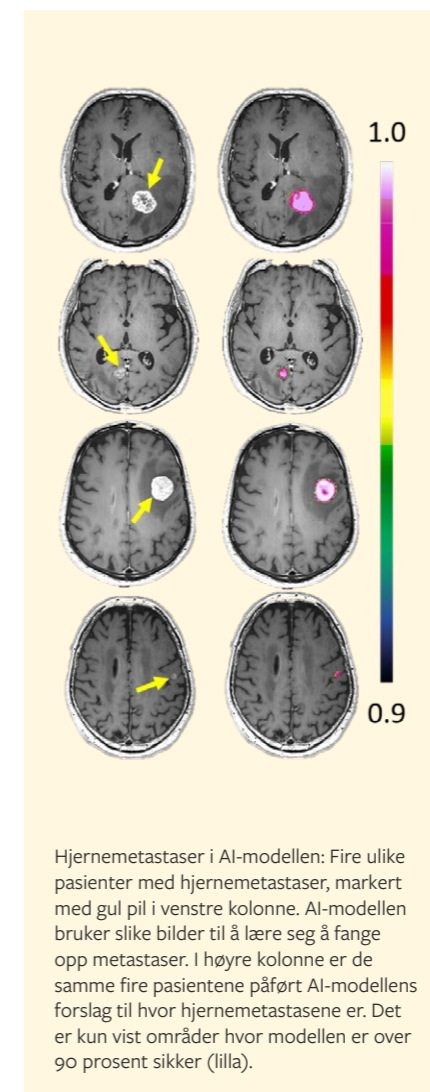 1.0
0.9
Hjernemetastaser i AI-modellen: Fire ulike
pasienter med hjernemetastaser, markert
med gul pil i venstre kolonne. AI-modellen
bruker slike bilder til å lære seg å fange
opp metastaser. I høyre kolonne er de
samme fire pasientene påført AI-modellens
forslag til hvor hjernemetastasene er. Det
er kun vist områder hvor modellen er over
90 prosent sikker (lilla).